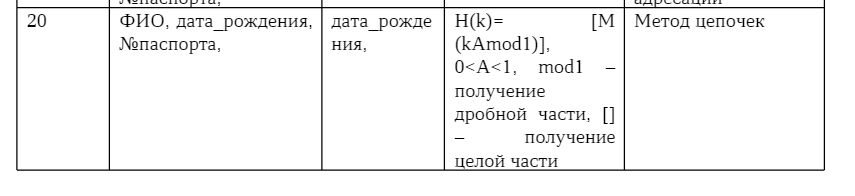 №паспорта,
адресации
20
ФИО, дата_рождения,
№паспорта,
дата_рожде
ния,
H(k)= [M
(kAmod1)],
0<A<1, mod1 –
получение
дробной части, []
– получение
целой части
Метод цепочек